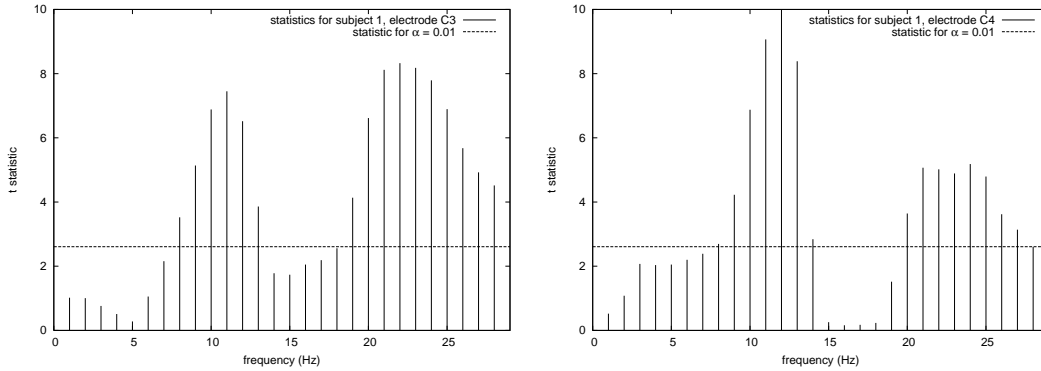 statistics for subject 1, electrode C3
statistic for α = 0.01
10
8
6
4
2
0
t statistic
0 5 10 15 20 25
frequency (Hz)
statistics for subject 1, electrode C4
statistic for α = 0.01
10
8
6
4
2
0
t statistic
0 5 10 15 20 25
frequency (Hz)